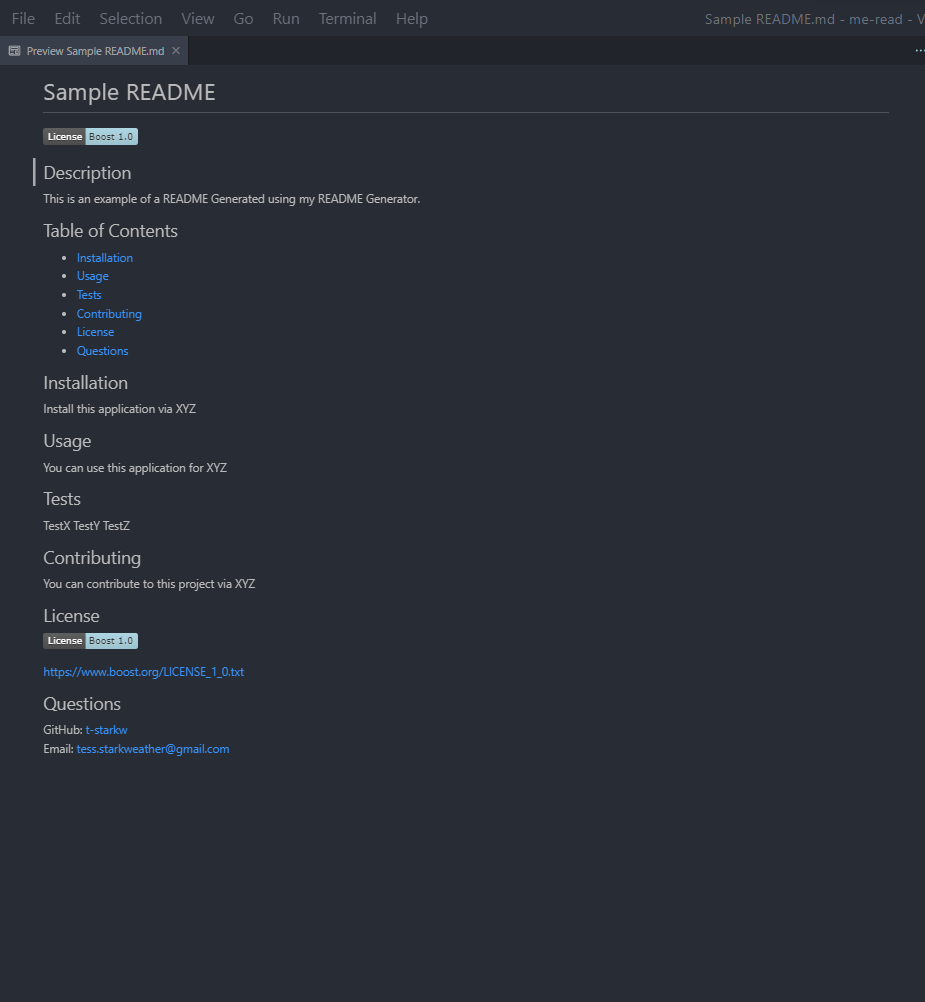 File Edit Selection View Go Run Terminal Help Sample README.md - me-read - V
Preview Sample README.md
Sample README
License Boost 1.0
Description
This is an example of a README Generated using my README Generator.
Table of Contents
Installation
Usage
Tests
Contributing
License
Questions
Installation
Install this application via XYZ
Usage
You can use this application for XYZ
Tests
TestX TestY TestZ
Contributing
You can contribute to this project via XYZ
License
License Boost 1.0
https://www.boost.org/LICENSE_1_0.txt
Questions
GitHub: t-starkw
Email: tess.starkweather@gmail.com